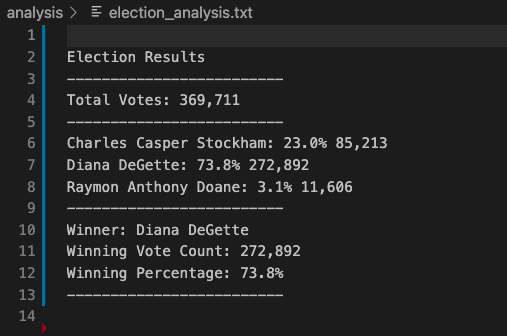 analysis > election_analysis.txt
1
2 Election Results
3 -------------------------
4 Total Votes: 369,711
5 -------------------------
6 Charles Casper Stockham: 23.0% 85,213
7 Diana DeGette: 73.8% 272,892
8 Raymon Anthony Doane: 3.1% 11,606
9 -------------------------
10 Winner: Diana DeGette
11 Winning Vote Count: 272,892
12 Winning Percentage: 73.8%
13 -------------------------
14